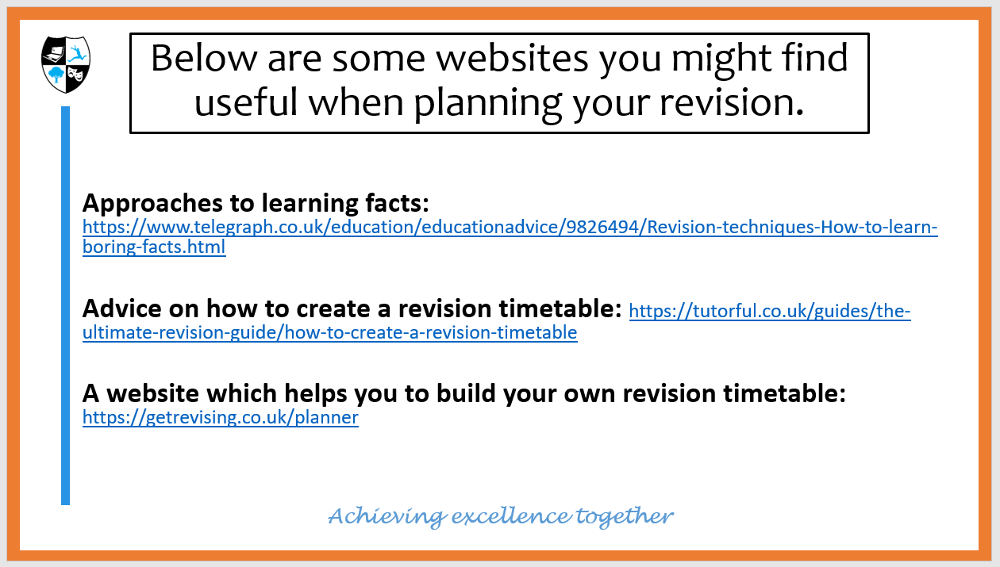 Below are some websites you might find
useful when planning your revision.
Approaches to learning facts:
https://www.telegraph.co.uk/education/educationadvice/9826494/Revision-techniques-How-to-learn-
boring-facts.html
Advice on how to create a revision timetable: https://tutorful.co.uk/guides/the-
ultimate-revision-guide/how-to-create-a-revision-timetable
A website which helps you to build your own revision timetable:
https://getrevising.co.uk/planner
Achieving excellence together